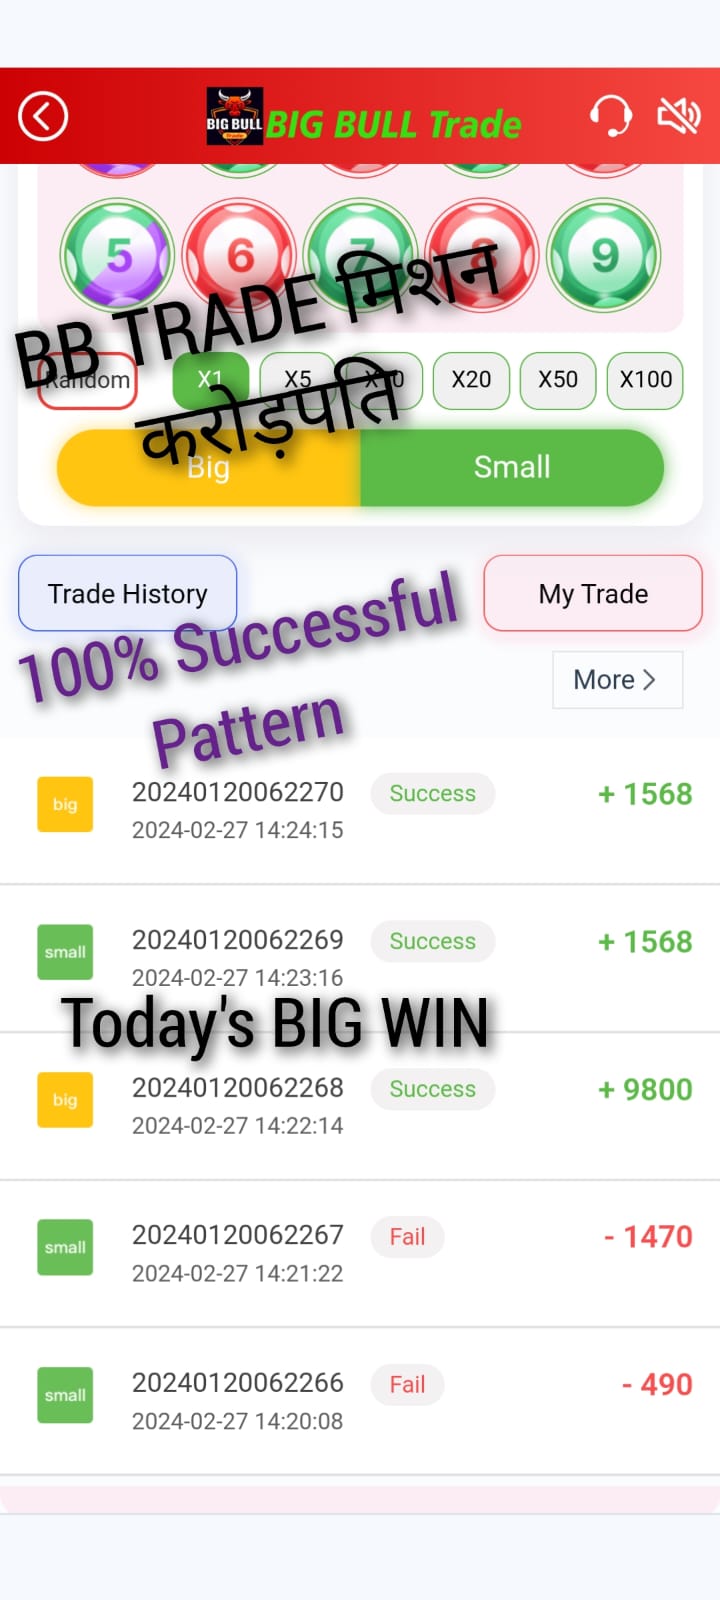 BIG BULL
Trade
BIG BULL Trade
5 6 7 8 9
BB TRADE मिशन
करोड़पति
Random X1 X5 X20 X50 X100
Big Small
Trade History My Trade
100% Successful
Pattern
More >
big 20240120062270 Success + 1568
2024-02-27 14:24:15
small 20240120062269 Success + 1568
2024-02-27 14:23:16
Today's BIG WIN
big 20240120062268 Success + 9800
2024-02-27 14:22:14
small 20240120062267 Fail - 1470
2024-02-27 14:21:22
small 20240120062266 Fail - 490
2024-02-27 14:20:08